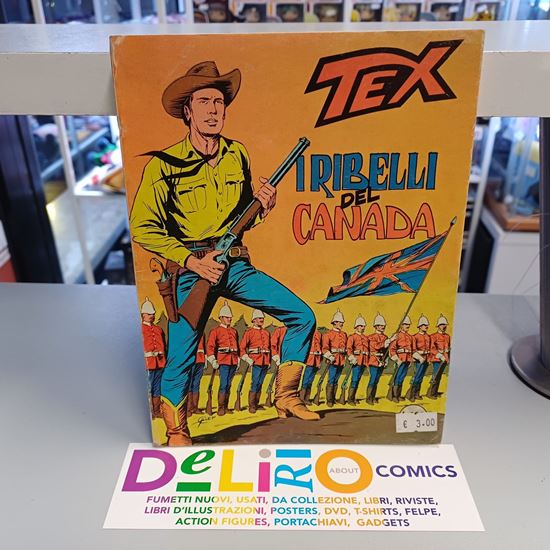 TEX
I RIBELLI
DEL
CANADA
€ 3.00
DeLiRiO ABOUT COMICS
FUMETTI NUOVI, USATI, DA COLLEZIONE, LIBRI, RIVISTE,
LIBRI D'ILLUSTRAZIONI, POSTERS, DVD, T-SHIRTS, FELPE,
ACTION FIGURES, PORTACHIAVI, GADGETS